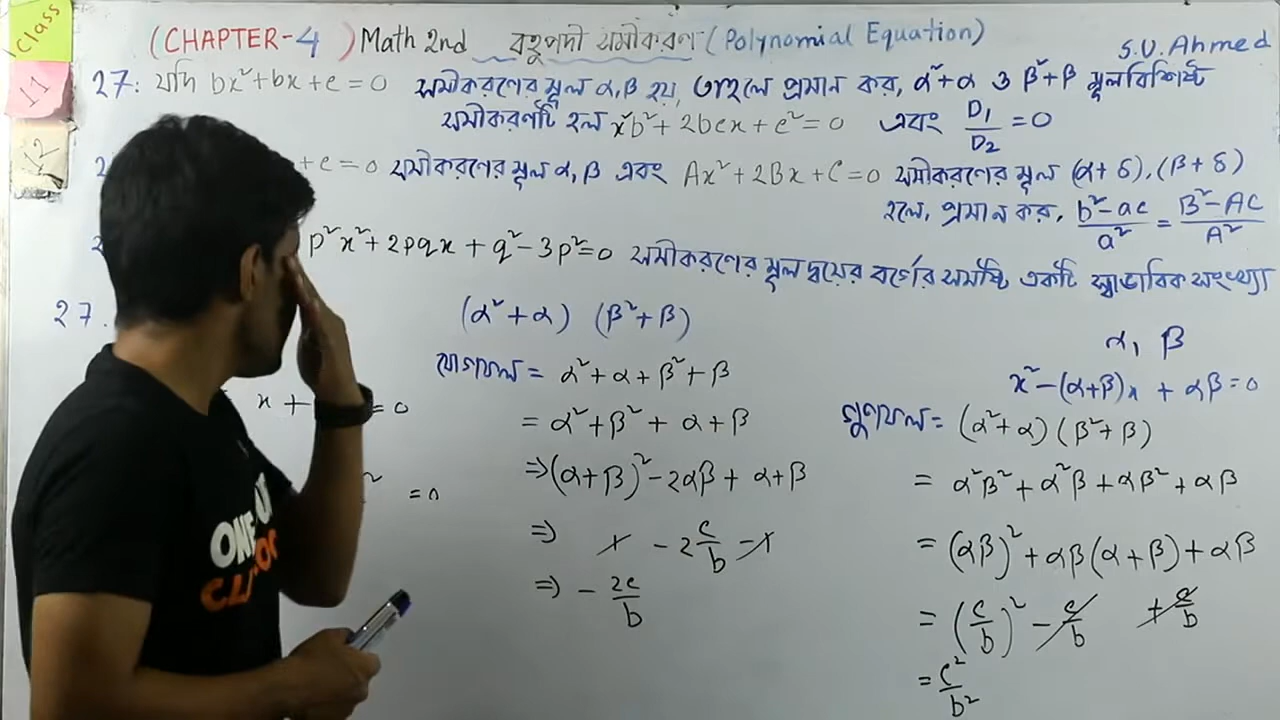 Class
11
12
(CHAPTER-4) Math 2nd বহুপদী সমীকরণ (Polynomial Equation)
S.U. Ahmed
27: যদি bx²+bx+c=0 সমীকরণের মূল α,β হয়, তাহলে প্রমান কর, α²+α ও β²+β মূলবিশিষ্ট
সমীকরণটি হল x²b²+2bcx+c²=0 এবং D₁/D₂=0
+c=0 সমীকরণের মূল α,β এবং Ax²+2Bx+C=0 সমীকরণের মূল (α+δ),(β+δ)
হলে, প্রমান কর, b²-ac/a² = B²-AC/A²
p²x²+2pqx+q²-3p²=0 সমীকরণের মূল দ্বয়ের বর্গের সমষ্টি একটি স্বাভাবিক সংখ্যা
27.
(α²+α) (β²+β)
যোগফল = α²+α+β²+β
= α²+β²+α+β
⇒(α+β)²-2αβ+α+β
⇒ 1 -2c/b -1
⇒ -2c/b
x+ =0
² =0
α, β
x²-(α+β)x+αβ=0
গুণফল= (α²+α)(β²+β)
= α²β²+α²β+αβ²+αβ
= (αβ)²+αβ(α+β)+αβ
= (c/b)² - c/b + c/b
= c²/b²